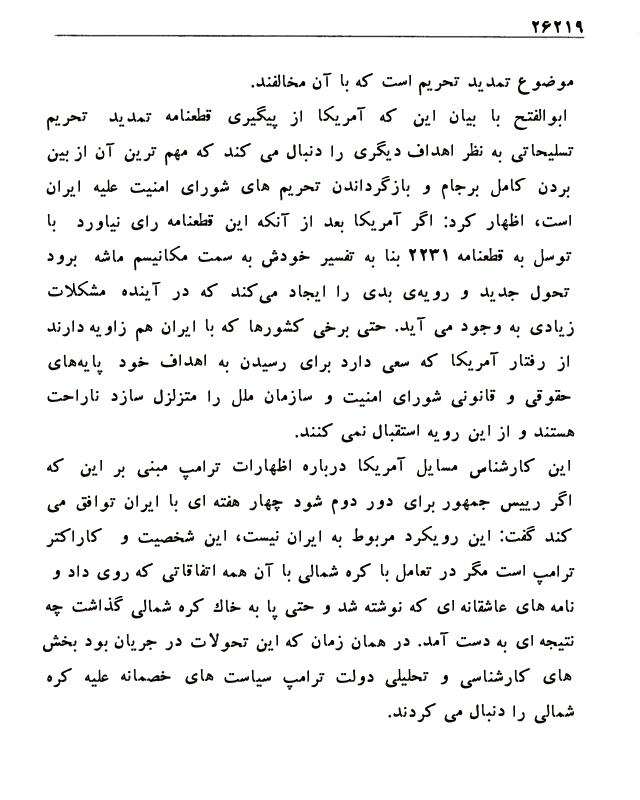 ۲۶۲۱۹
موضوع تمدید تحریم است که با آن مخالفند.
ابوالفتح با بیان این که آمریکا از پیگیری قطعنامه تمدید تحریم
تسلیحاتی به نظر اهداف دیگری را دنبال می کند که مهم ترین آن از بین
بردن کامل برجام و بازگرداندن تحریم های شورای امنیت علیه ایران
است، اظهار کرد: اگر آمریکا بعد از آنکه این قطعنامه رای نیاورد با
توسل به قطعنامه ۲۲۳۱ بنا به تفسیر خودش به سمت مکانیسم ماشه برود
تحول جدید و رویه‌ی بدی را ایجاد می‌کند که در آینده مشکلات
زیادی به وجود می آید. حتی برخی کشورها که با ایران هم زاویه دارند
از رفتار آمریکا که سعی دارد برای رسیدن به اهداف خود پایه‌های
حقوقی و قانونی شورای امنیت و سازمان ملل را متزلزل سازد ناراحت
هستند و از این رویه استقبال نمی کنند.
این کارشناس مسایل آمریکا درباره اظهارات ترامپ مبنی بر این که
اگر رییس جمهور برای دور دوم شود چهار هفته ای با ایران توافق می
کند گفت: این رویکرد مربوط به ایران نیست، این شخصیت و کاراکتر
ترامپ است مگر در تعامل با کره شمالی با آن همه اتفاقاتی که روی داد و
نامه های عاشقانه ای که نوشته شد و حتی پا به خاك کره شمالی گذاشت چه
نتیجه ای به دست آمد. در همان زمان که این تحولات در جریان بود بخش
های کارشناسی و تحلیلی دولت ترامپ سیاست های خصمانه علیه کره
شمالی را دنبال می کردند.